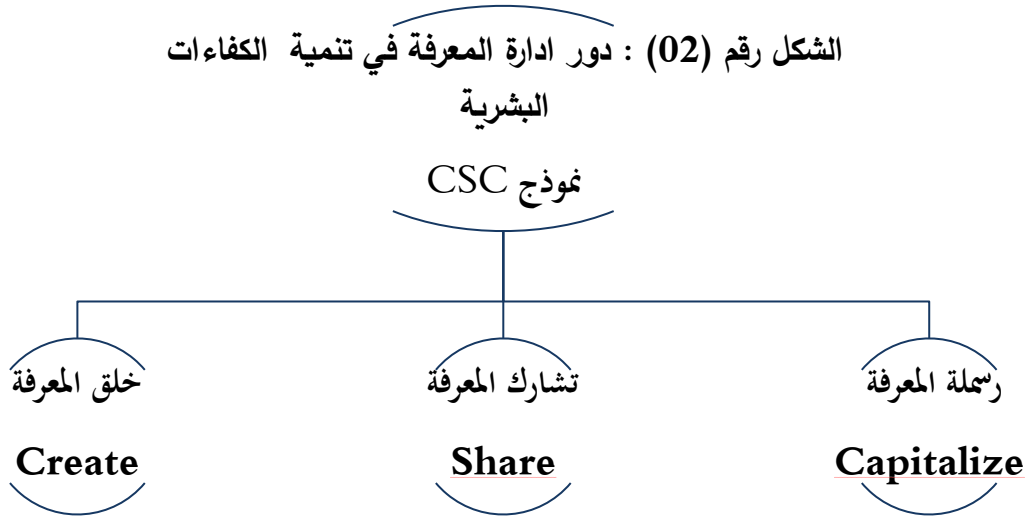 الشكل رقم (02) : دور ادارة المعرفة في تنمية الكفاءات
البشرية
نموذج CSC
خلق المعرفة
Create
تشارك المعرفة
Share
رسملة المعرفة
Capitalize